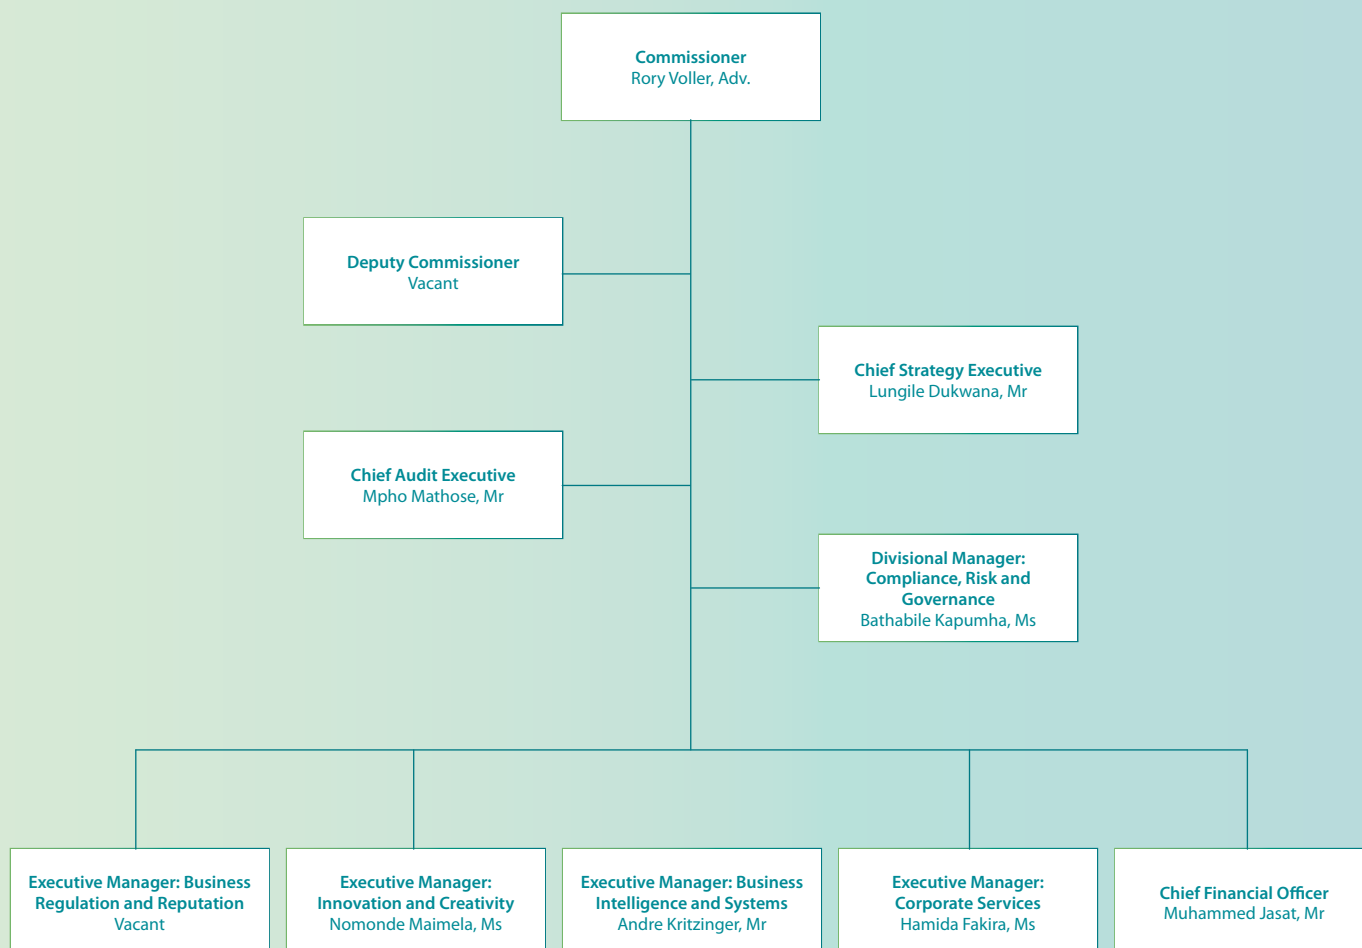 Commissioner
Rory Voller, Adv.
Deputy Commissioner
Vacant
Chief Strategy Executive
Lungile Dukwana, Mr
Chief Audit Executive
Mpho Mathose, Mr
Divisional Manager:
Compliance, Risk and
Governance
Bathabile Kapumha, Ms
Executive Manager: Business
Regulation and Reputation
Vacant
Executive Manager:
Innovation and Creativity
Nomonde Maimela, Ms
Executive Manager: Business
Intelligence and Systems
Andre Kritzinger, Mr
Executive Manager:
Corporate Services
Hamida Fakira, Ms
Chief Financial Officer
Muhammed Jasat, Mr